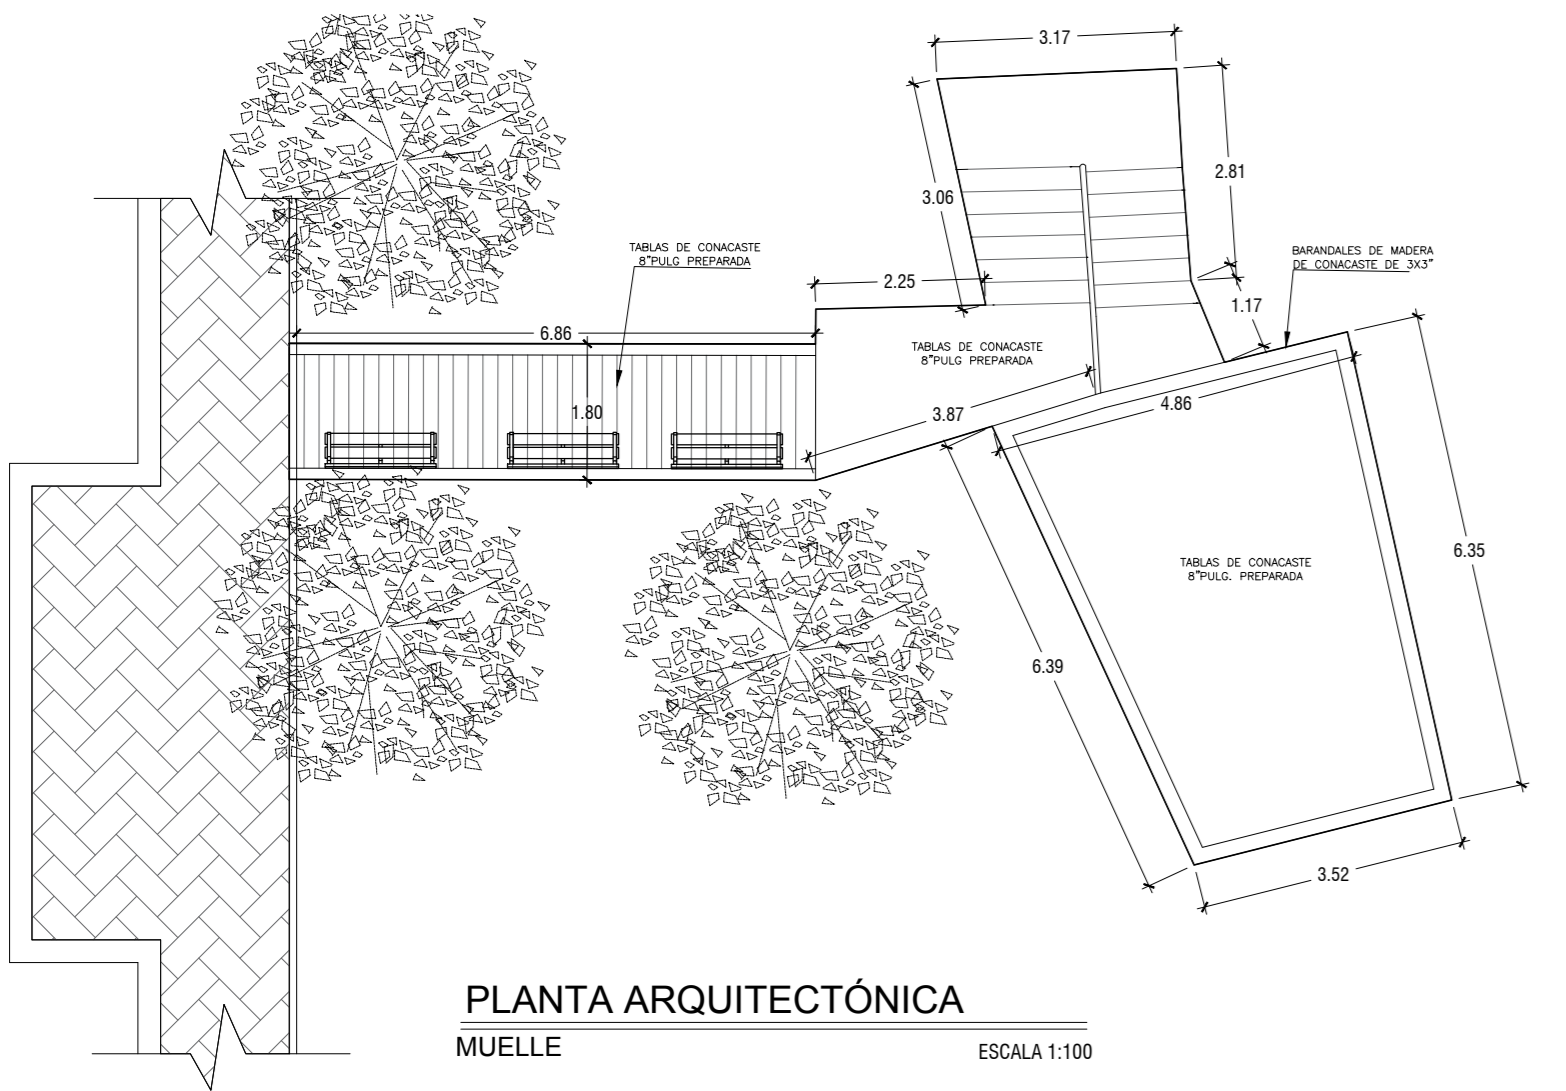 3.17
3.06
2.81
TABLAS DE CONACASTE
8"PULG PREPARADA
BARANDALES DE MADERA
DE CONACASTE DE 3X3"
2.25
1.17
6.86
TABLAS DE CONACASTE
8"PULG PREPARADA
1.80
3.87
4.86
6.35
TABLAS DE CONACASTE
8"PULG. PREPARADA
6.39
3.52
PLANTA ARQUITECTÓNICA
MUELLE
ESCALA 1:100